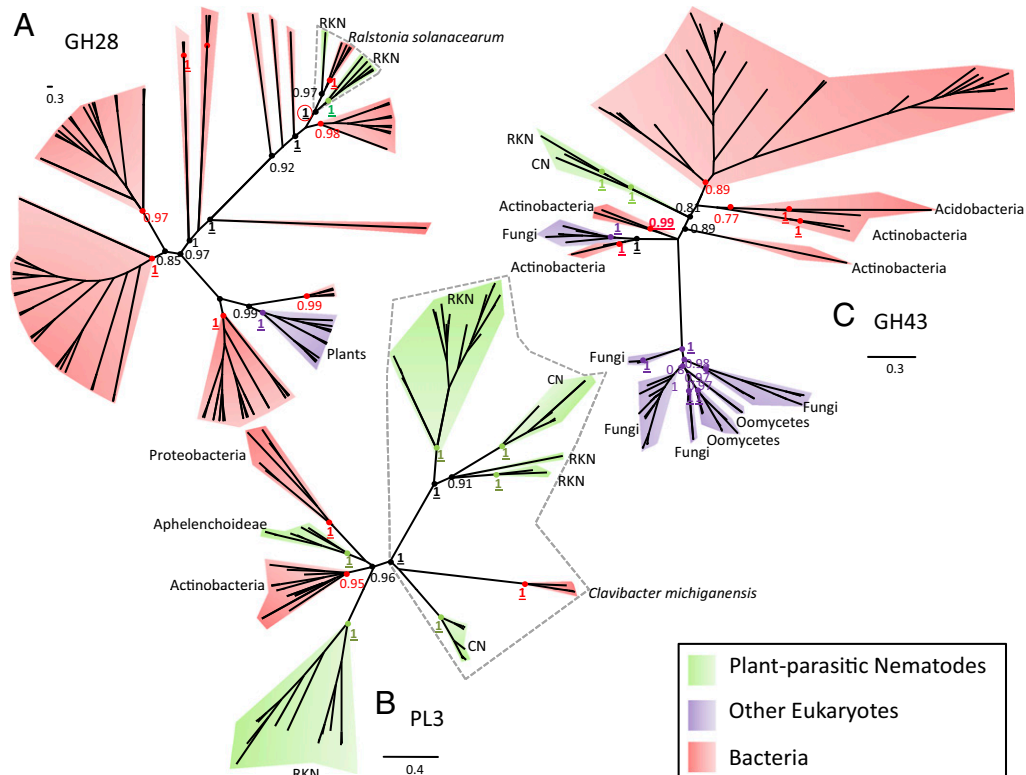 A
GH28
0.3
RKN
Ralstonia solanacearum
RKN
0.97
1
1
1
1
0.98
1
0.92
0.97
1
1
0.97
0.85
1
0.99
0.99
1
1
Plants
RKN
CN
1
1
0.81
0.89
0.89
0.77
1
1
Acidobacteria
Actinobacteria
Actinobacteria
Actinobacteria
0.99
Fungi
1
1
1
Actinobacteria
C
GH43
0.3
1
Fungi
1
0.98
0.97
1
Fungi
Oomycetes
Oomycetes
Fungi
Fungi
RKN
CN
1
1
0.91
1
RKN
RKN
1
Proteobacteria
1
Aphelenchoideae
1
Actinobacteria
0.95
0.96
1
1
Clavibacter michiganensis
1
CN
1
RKN
B
PL3
0.4
Plant-parasitic Nematodes
Other Eukaryotes
Bacteria